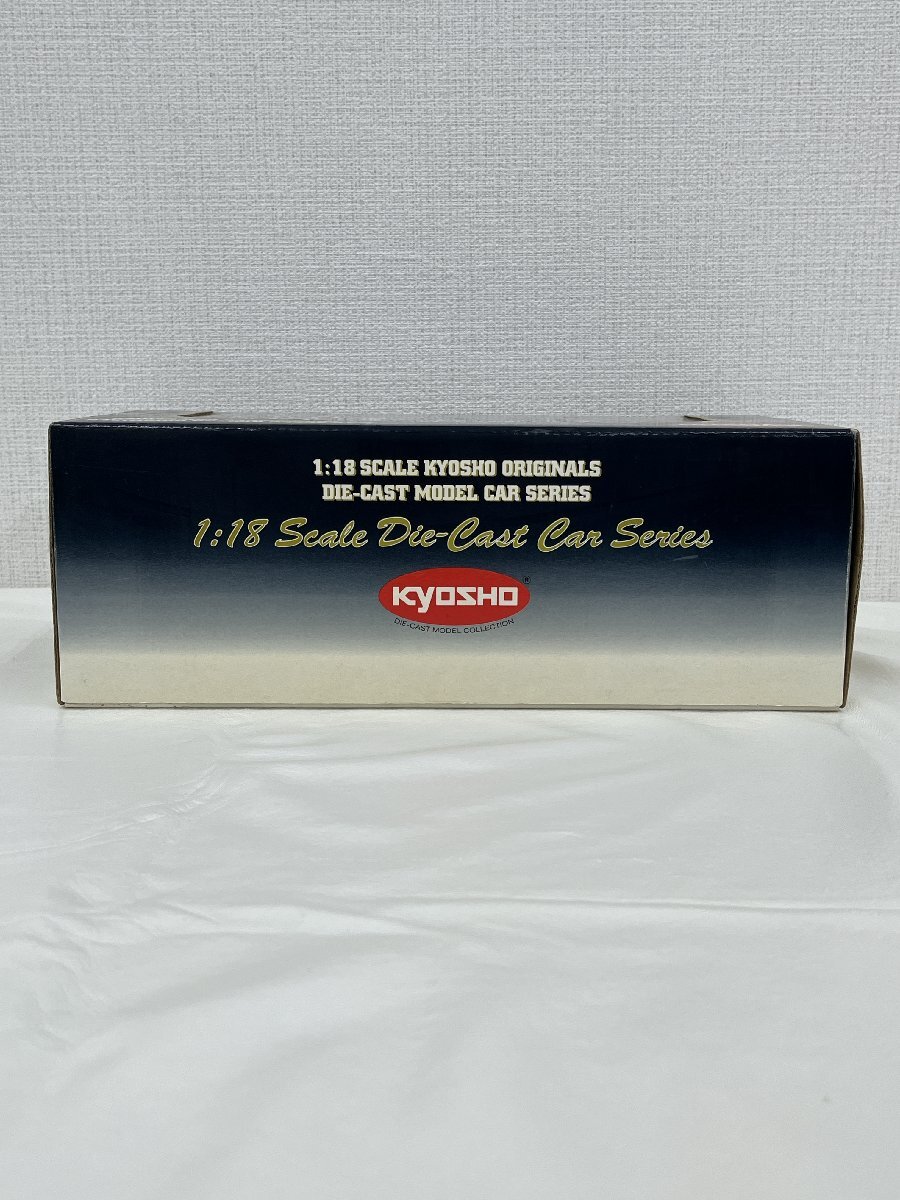 1:18 SCALE KYOSHO ORIGINALS
DIE-CAST MODEL CAR SERIES
1:18 Scale Die-Cast Car Series
KYOSHO ®
DIE-CAST MODEL COLLECTION